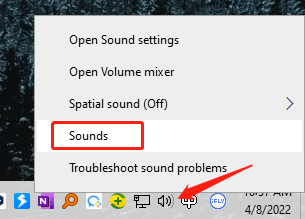 Open Sound settings
Open Volume mixer
Spatial sound (Off)
Sounds
Troubleshoot sound problems
4/8/2022